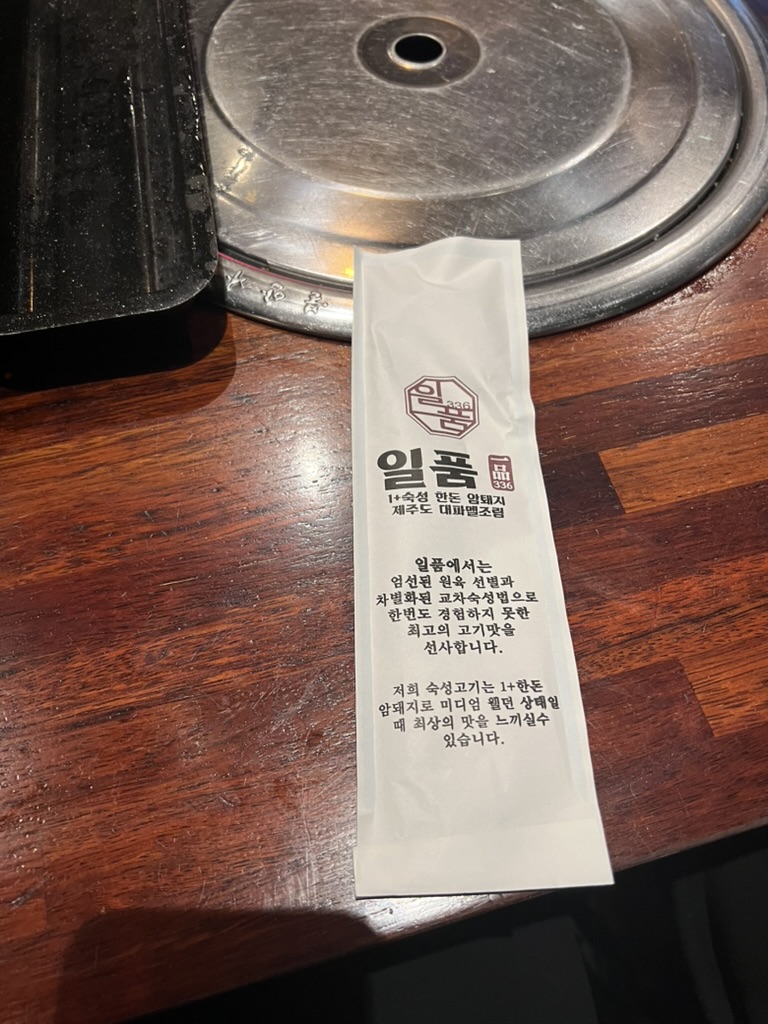 일품
336
일품
一品
336
1+숙성 한돈 암돼지
제주도 대파멜조림
일품에서는
엄선된 원육 선별과
차별화된 교차숙성법으로
한번도 경험하지 못한
최고의 고기맛을
선사합니다.
저희 숙성고기는 1+한돈
암돼지로 미디엄 웰던 상태일
때 최상의 맛을 느끼실수
있습니다.